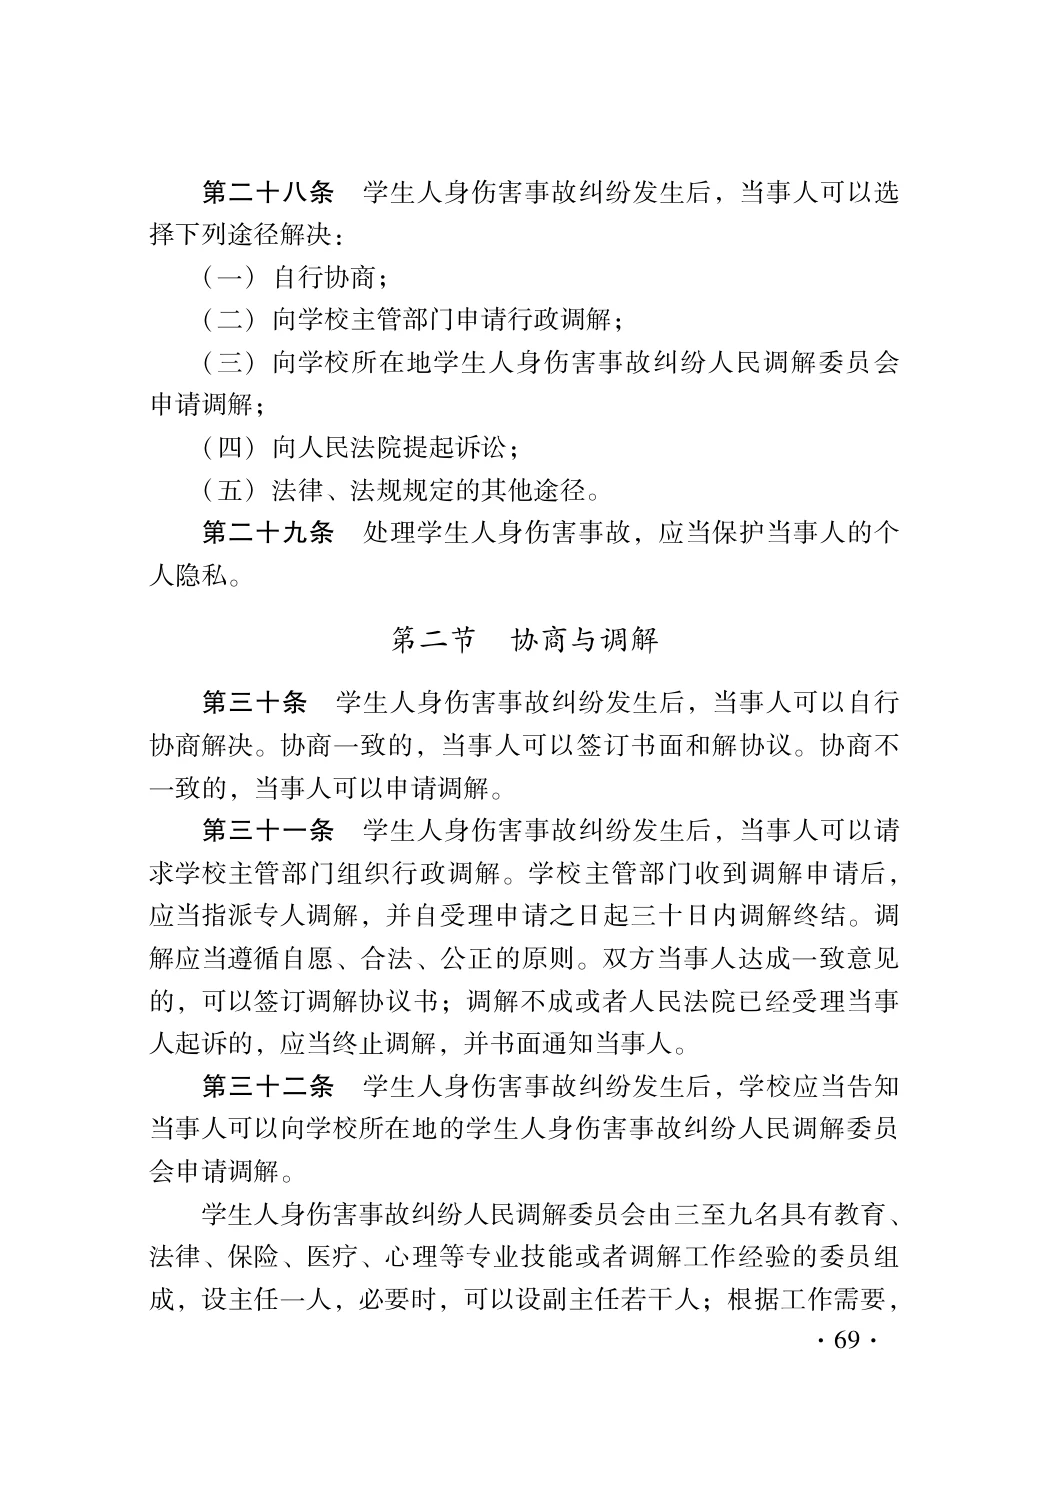 第二十八条　学生人身伤害事故纠纷发生后，当事人可以选
择下列途径解决：
（一）自行协商；
（二）向学校主管部门申请行政调解；
（三）向学校所在地学生人身伤害事故纠纷人民调解委员会
申请调解；
（四）向人民法院提起诉讼；
（五）法律、法规规定的其他途径。
第二十九条　处理学生人身伤害事故，应当保护当事人的个
人隐私。
第二节　协商与调解
第三十条　学生人身伤害事故纠纷发生后，当事人可以自行
协商解决。协商一致的，当事人可以签订书面和解协议。协商不
一致的，当事人可以申请调解。
第三十一条　学生人身伤害事故纠纷发生后，当事人可以请
求学校主管部门组织行政调解。学校主管部门收到调解申请后，
应当指派专人调解，并自受理申请之日起三十日内调解终结。调
解应当遵循自愿、合法、公正的原则。双方当事人达成一致意见
的，可以签订调解协议书；调解不成或者人民法院已经受理当事
人起诉的，应当终止调解，并书面通知当事人。
第三十二条　学生人身伤害事故纠纷发生后，学校应当告知
当事人可以向学校所在地的学生人身伤害事故纠纷人民调解委员
会申请调解。
学生人身伤害事故纠纷人民调解委员会由三至九名具有教育、
法律、保险、医疗、心理等专业技能或者调解工作经验的委员组
成，设主任一人，必要时，可以设副主任若干人；根据工作需要，
·69·